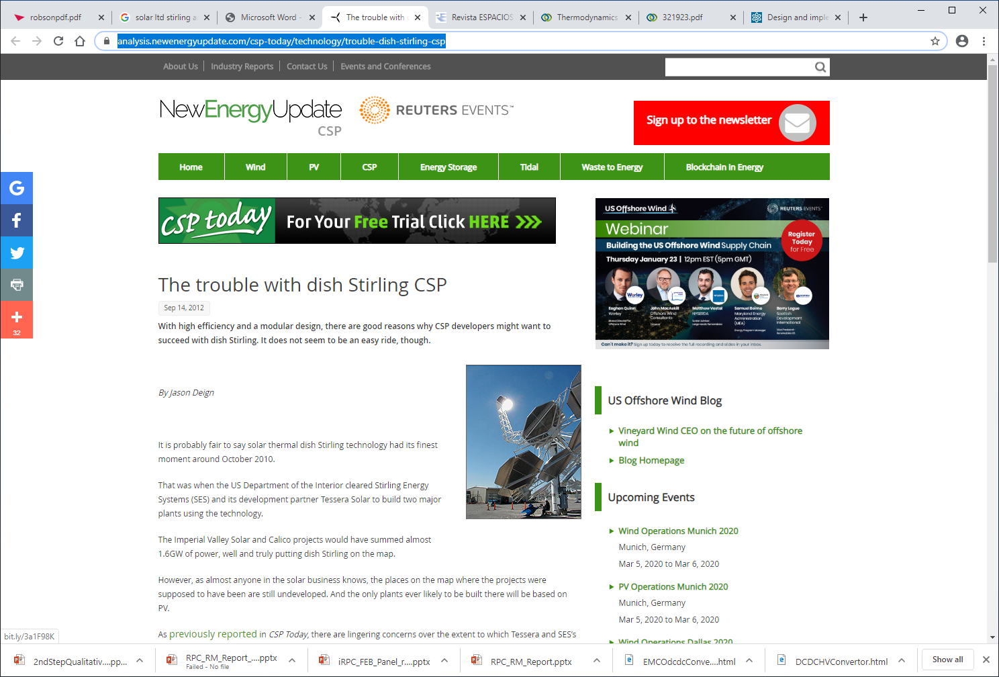 robsonpdf.pdf
solar ltd stirling a
Microsoft Word -
The trouble with
Revista ESPACIOS
Thermodynamics
321923.pdf
Design and imple
analysis.newenergyupdate.com/csp-today/technology/trouble-dish-stirling-csp
About Us
Industry Reports
Contact Us
Events and Conferences
NewEnergyUpdate
CSP
REUTERS EVENTS™
Sign up to the newsletter
Home
Wind
PV
CSP
Energy Storage
Tidal
Waste to Energy
Blockchain in Energy
32
CSP today
For Your Free Trial Click HERE >>>
US Offshore Wind
REUTERS EVENTS
Webinar
Register
Today
for Free
Building the US Offshore Wind Supply Chain
Thursday January 23 | 12pm EST (5pm GMT)
Worley
Eoghan Quinn
Worley
John MacAskill
Offshore Wind
Consultants
Matthew Vestal
NYSERDA
Samuel Beirne
Maryland Energy
Administration
(MEA)
Barry Logue
Scottish
Development
International
Can't make it? Sign up today to receive the full recording and slides in your inbox.
The trouble with dish Stirling CSP
Sep 14, 2012
With high efficiency and a modular design, there are good reasons why CSP developers might want to
succeed with dish Stirling. It does not seem to be an easy ride, though.
By Jason Deign
It is probably fair to say solar thermal dish Stirling technology had its finest
moment around October 2010.
That was when the US Department of the Interior cleared Stirling Energy
Systems (SES) and its development partner Tessera Solar to build two major
plants using the technology.
The Imperial Valley Solar and Calico projects would have summed almost
1.6GW of power, well and truly putting dish Stirling on the map.
However, as almost anyone in the solar business knows, the places on the map where the projects were
supposed to have been are still undeveloped. And the only plants ever likely to be built there will be based on
PV.
As previously reported in CSP Today, there are lingering concerns over the extent to which Tessera and SES's
US Offshore Wind Blog
Vineyard Wind CEO on the future of offshore
wind
Blog Homepage
Upcoming Events
Wind Operations Munich 2020
Munich, Germany
Mar 5, 2020 to Mar 6, 2020
PV Operations Munich 2020
Munich, Germany
Mar 5, 2020 to Mar 6, 2020
Wind Operations Dallas 2020
bit.ly/3a1F98K
2ndStepQualitativ....pp...
RPC_RM_Report_....pptx
Failed - No file
iRPC_FEB_Panel_r....pptx
RPC_RM_Report.pptx
EMCOdcdcConve....html
DCDCHVConvertor.html
Show all